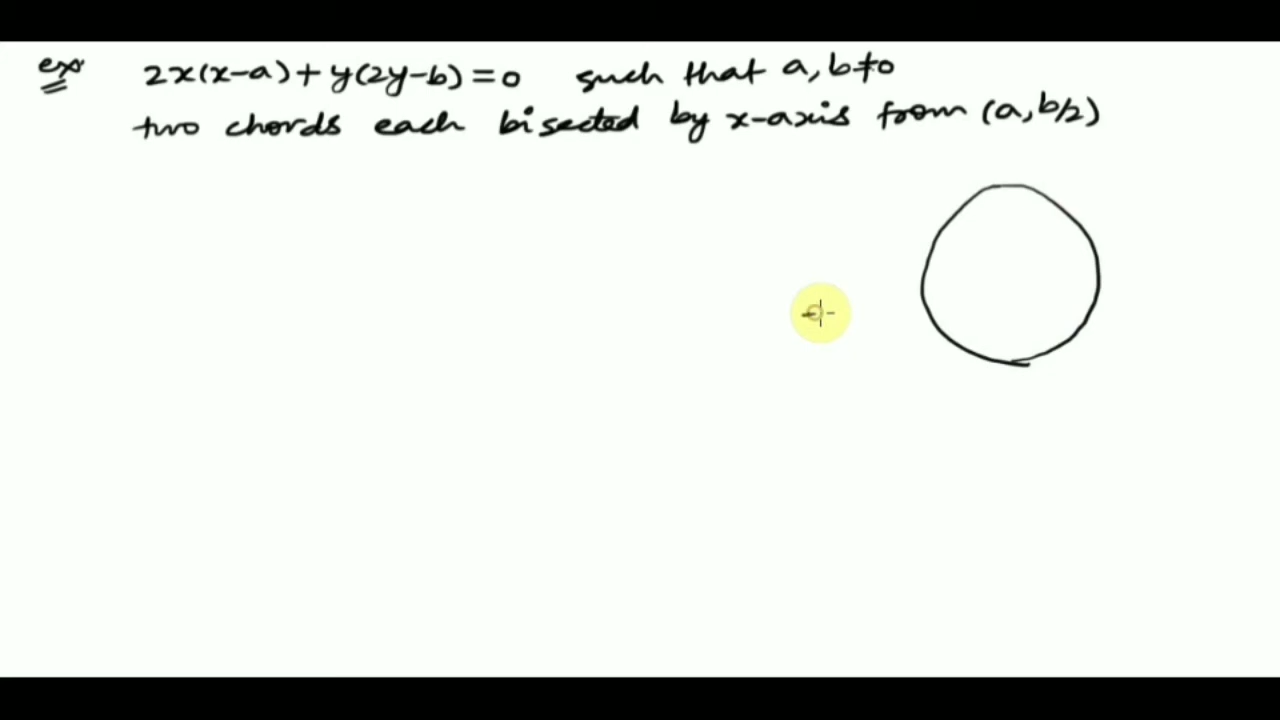 ex 2x(x-a)+y(2y-b)=0 such that a, b≠0
two chords each bisected by x-axis from (a, b/2)